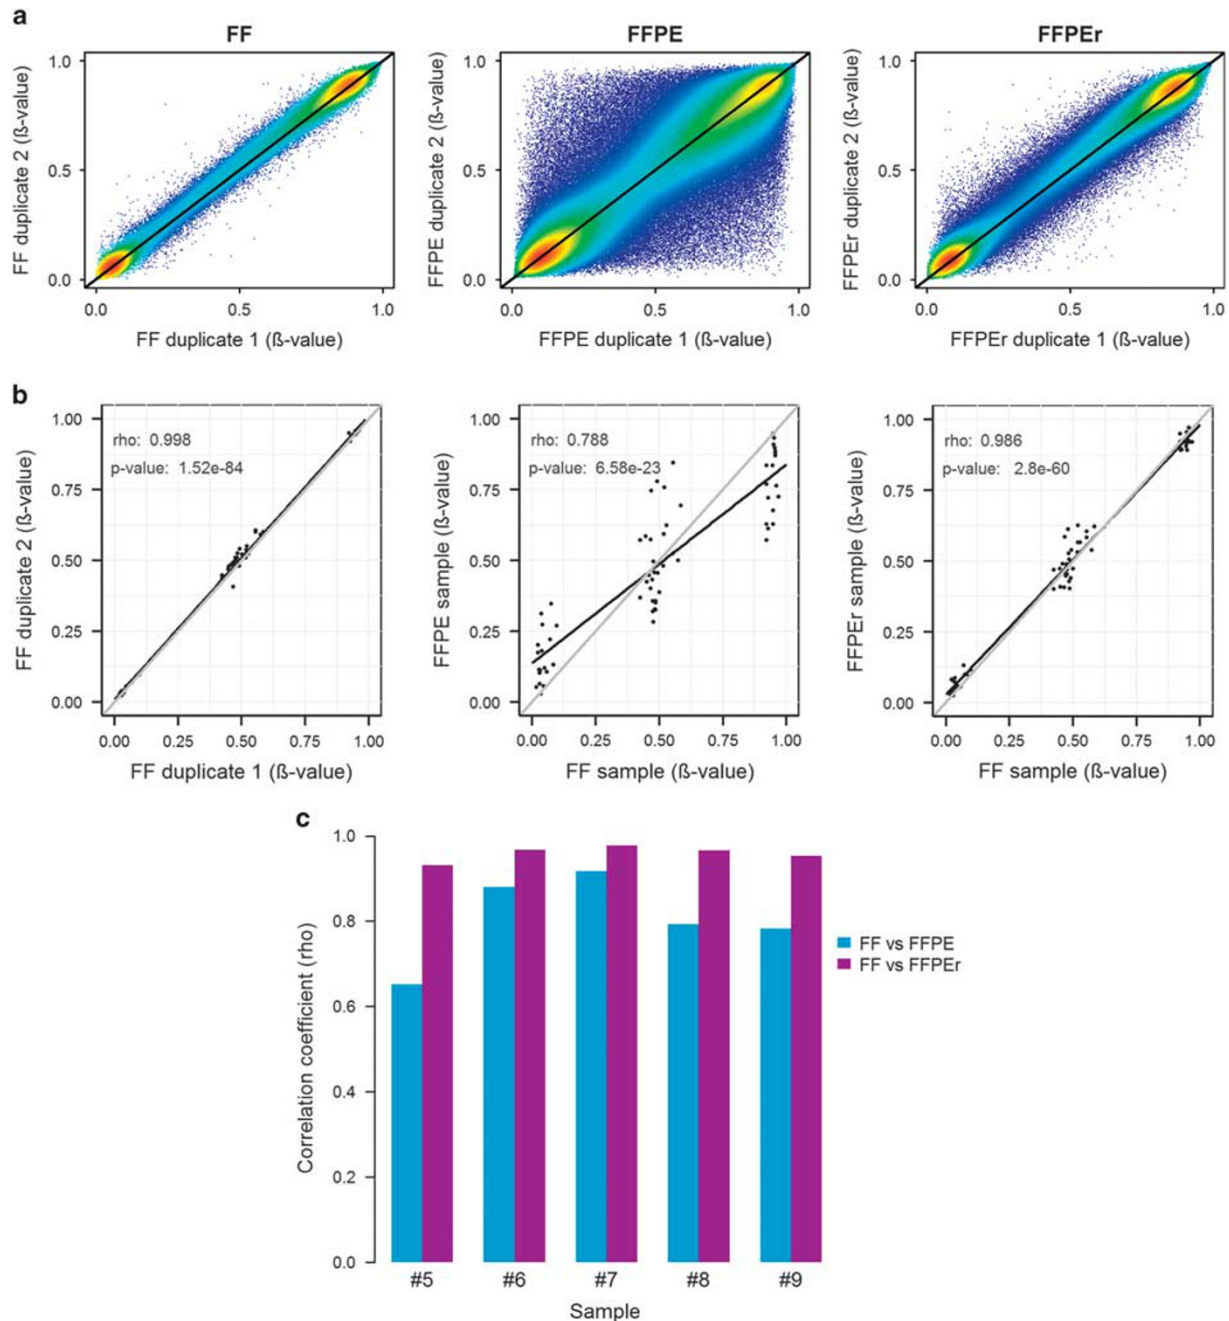 a
FF
FFPE
FFPEr
FF duplicate 2 (ß-value)
1.0
0.5
0.0
0.0
0.5
1.0
FF duplicate 1 (ß-value)
FFPE duplicate 2 (ß-value)
1.0
0.5
0.0
0.0
0.5
1.0
FFPE duplicate 1 (ß-value)
FFPEr duplicate 2 (ß-value)
1.0
0.5
0.0
0.0
0.5
1.0
FFPEr duplicate 1 (ß-value)
b
FF duplicate 2 (ß-value)
1.00
0.75
0.50
0.25
0.00
rho: 0.998
p-value: 1.52e-84
0.00
0.25
0.50
0.75
1.00
FF duplicate 1 (ß-value)
FFPE sample (ß-value)
1.00
0.75
0.50
0.25
0.00
rho: 0.788
p-value: 6.58e-23
0.00
0.25
0.50
0.75
1.00
FF sample (ß-value)
FFPEr sample (ß-value)
1.00
0.75
0.50
0.25
0.00
rho: 0.986
p-value: 2.8e-60
0.00
0.25
0.50
0.75
1.00
FF sample (ß-value)
c
Correlation coefficient (rho)
1.0
0.8
0.6
0.4
0.2
0.0
#5
#6
#7
#8
#9
Sample
FF vs FFPE
FF vs FFPEr